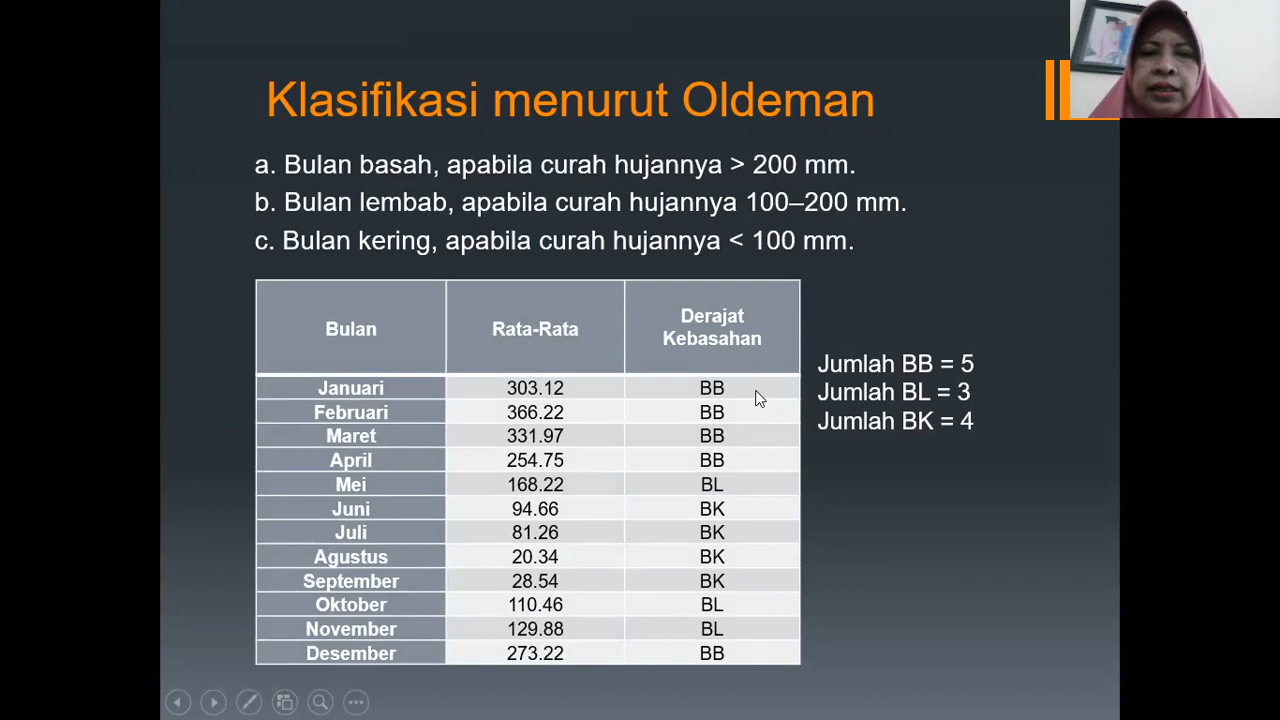 Klasifikasi menurut Oldeman
a. Bulan basah, apabila curah hujannya > 200 mm.
b. Bulan lembab, apabila curah hujannya 100–200 mm.
c. Bulan kering, apabila curah hujannya < 100 mm.
Bulan Rata-Rata Derajat Kebasahan
Januari 303.12 BB
Februari 366.22 BB
Maret 331.97 BB
April 254.75 BB
Mei 168.22 BL
Juni 94.66 BK
Juli 81.26 BK
Agustus 20.34 BK
September 28.54 BK
Oktober 110.46 BL
November 129.88 BL
Desember 273.22 BB
Jumlah BB = 5
Jumlah BL = 3
Jumlah BK = 4